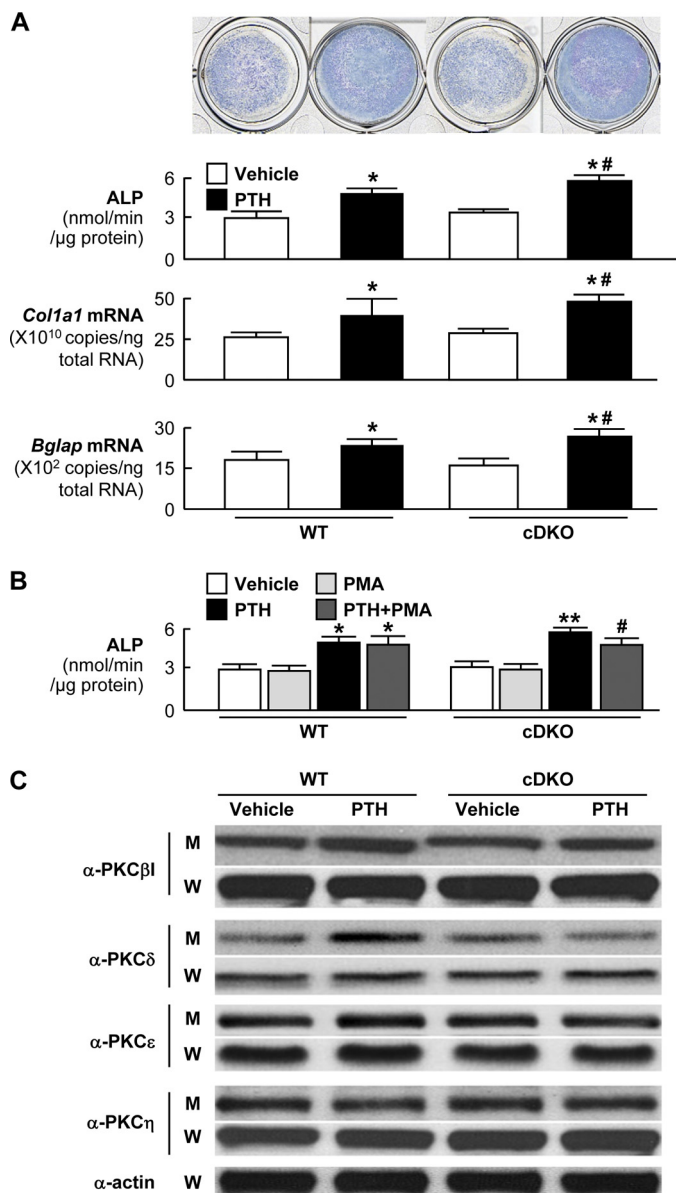 A
Vehicle
PTH
ALP
(nmol/min
/µg protein)
6
3
0
*
* #
Col1a1 mRNA
(X10¹⁰ copies/ng
total RNA)
50
25
0
*
* #
Bglap mRNA
(X10² copies/ng
total RNA)
30
15
0
*
* #
WT cDKO
B
Vehicle PMA
PTH PTH+PMA
ALP
(nmol/min
/µg protein)
6
3
0
* * ** #
WT cDKO
C
WT cDKO
Vehicle PTH Vehicle PTH
α-PKCβI
M
W
α-PKCδ
M
W
α-PKCε
M
W
α-PKCη
M
W
α-actin W